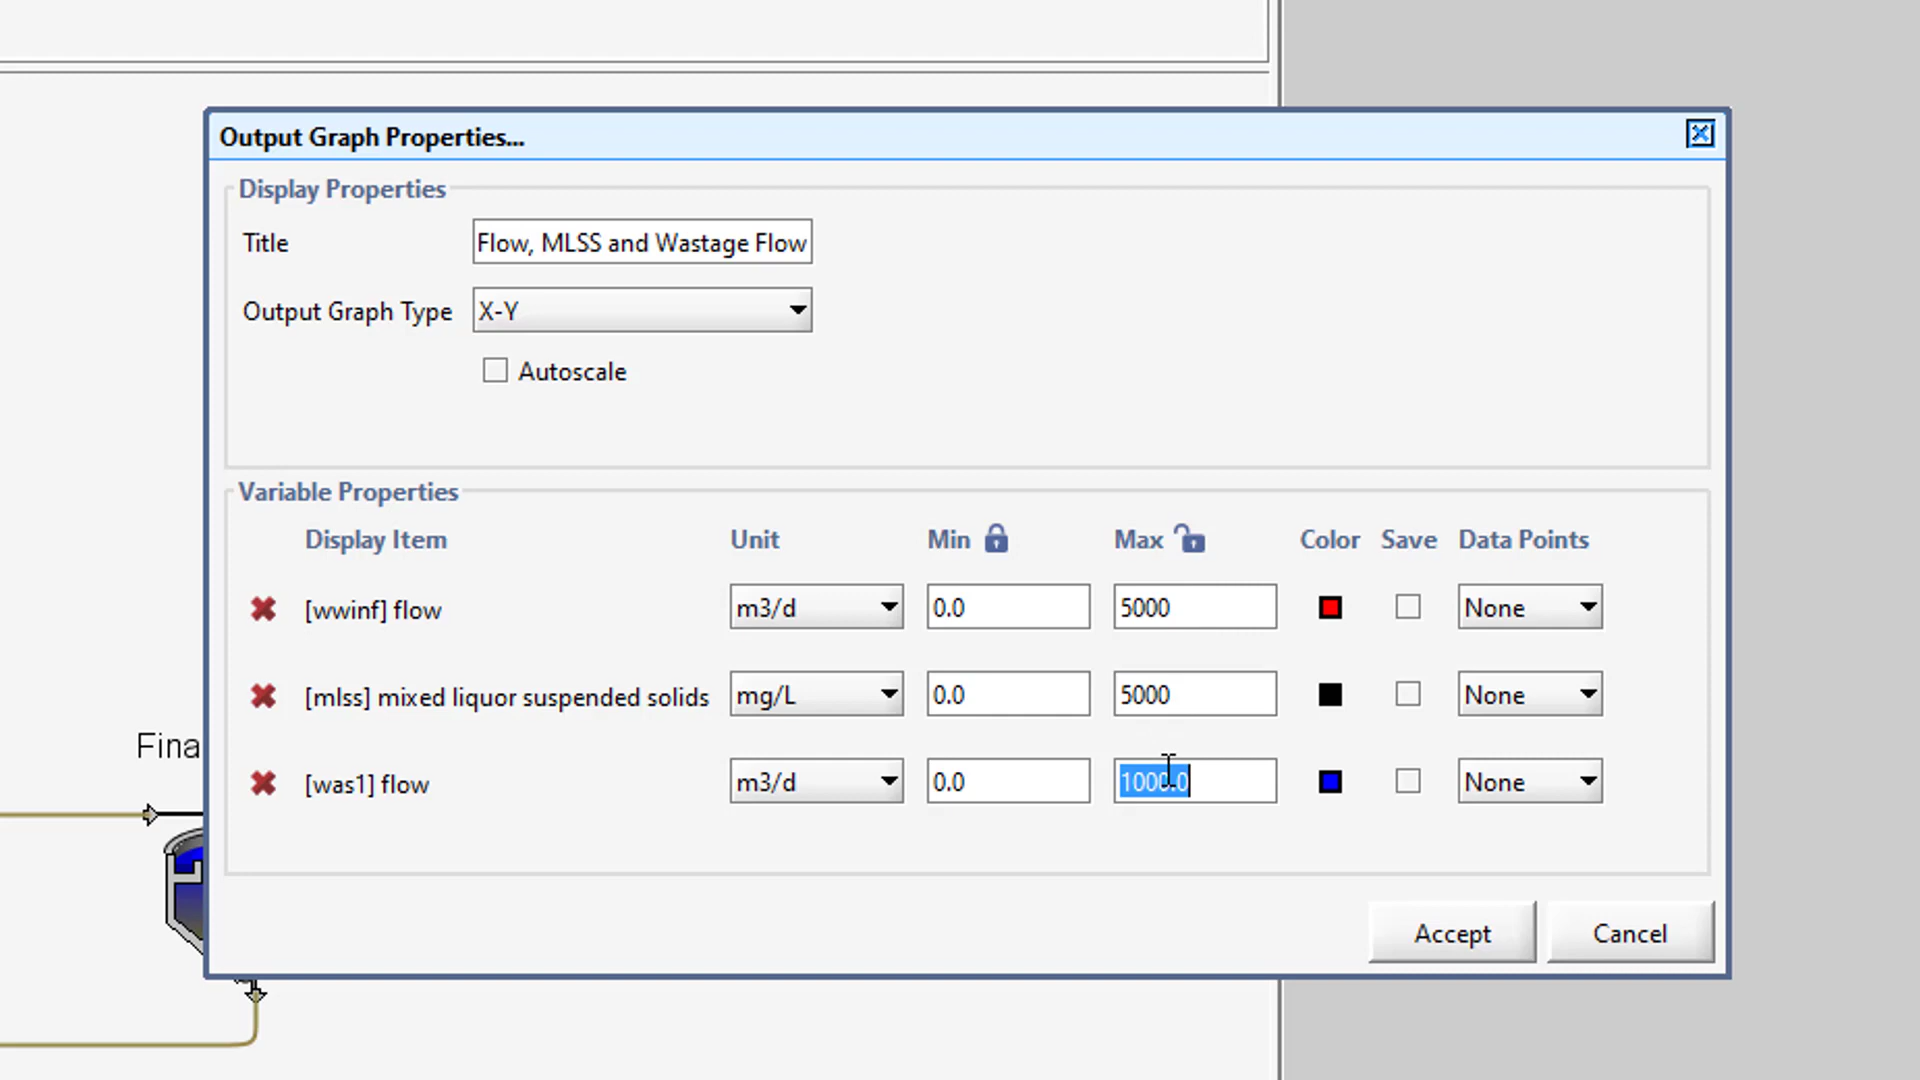 Output Graph Properties...
Display Properties
Title Flow, MLSS and Wastage Flow
Output Graph Type X-Y
Autoscale
Variable Properties
Display Item Unit Min Max Color Save Data Points
[wwinf] flow m3/d 0.0 5000 None
[mlss] mixed liquor suspended solids mg/L 0.0 5000 None
Fina
[was1] flow m3/d 0.0 1000.0 None
Accept Cancel